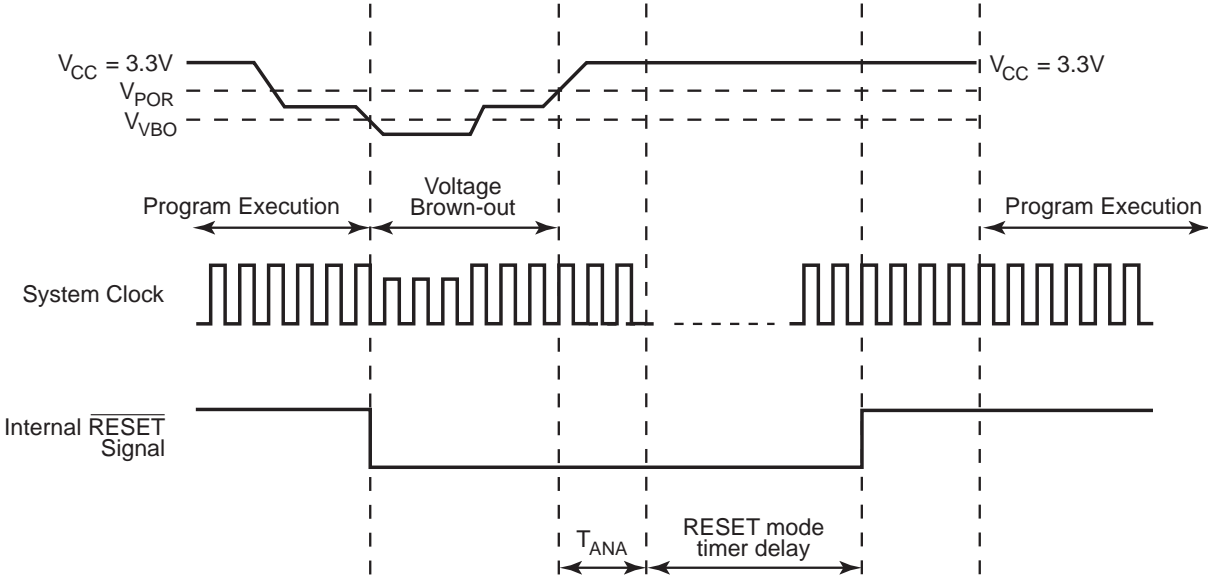 V_CC = 3.3V
V_POR
V_VBO
V_CC = 3.3V
Program Execution
Voltage
Brown-out
Program Execution
System Clock
Internal R̅E̅S̅E̅T̅
Signal
T_ANA
RESET mode
timer delay